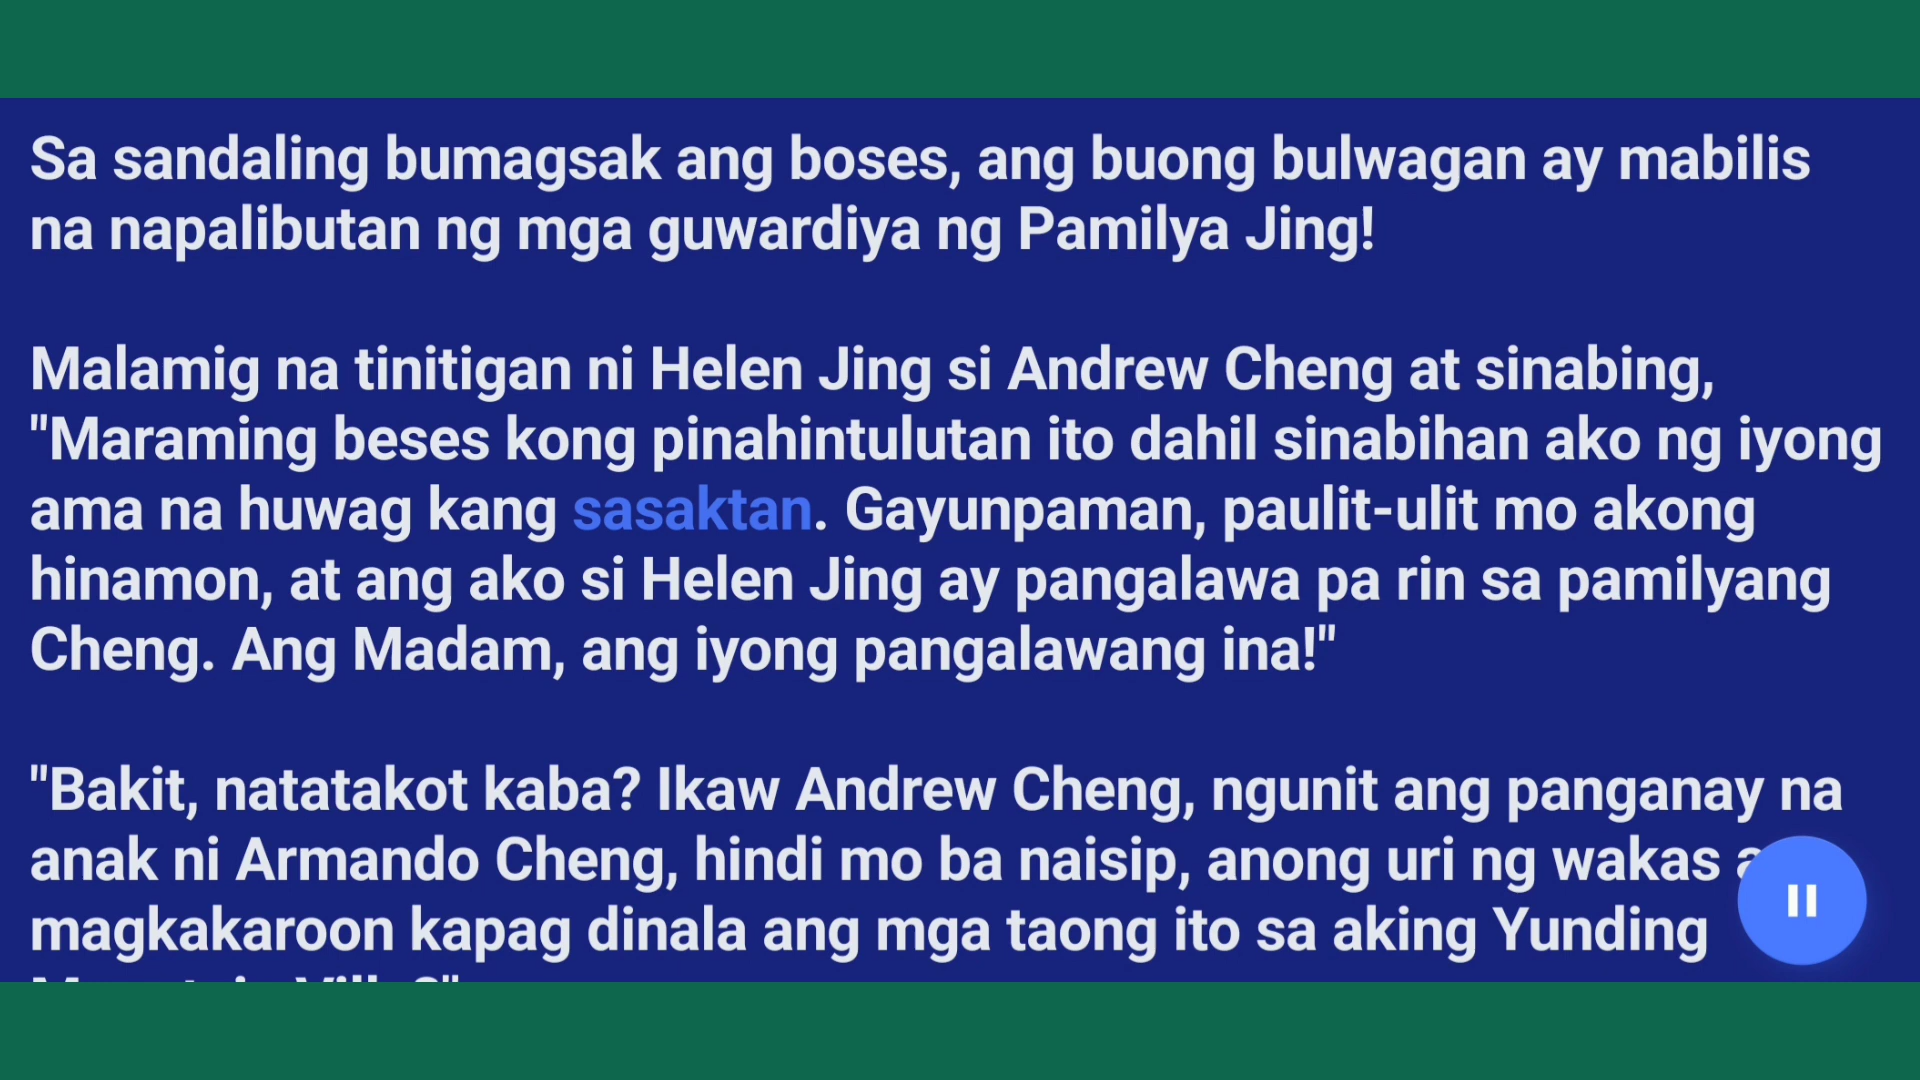 Sa sandaling bumagsak ang boses, ang buong bulwagan ay mabilis
na napalibutan ng mga guwardiya ng Pamilya Jing!
Malamig na tinitigan ni Helen Jing si Andrew Cheng at sinabing,
"Maraming beses kong pinahintulutan ito dahil sinabihan ako ng iyong
ama na huwag kang sasaktan. Gayunpaman, paulit-ulit mo akong
hinamon, at ang ako si Helen Jing ay pangalawa pa rin sa pamilyang
Cheng. Ang Madam, ang iyong pangalawang ina!"
"Bakit, natatakot kaba? Ikaw Andrew Cheng, ngunit ang panganay na
anak ni Armando Cheng, hindi mo ba naisip, anong uri ng wakas
magkakaroon kapag dinala ang mga taong ito sa aking Yunding